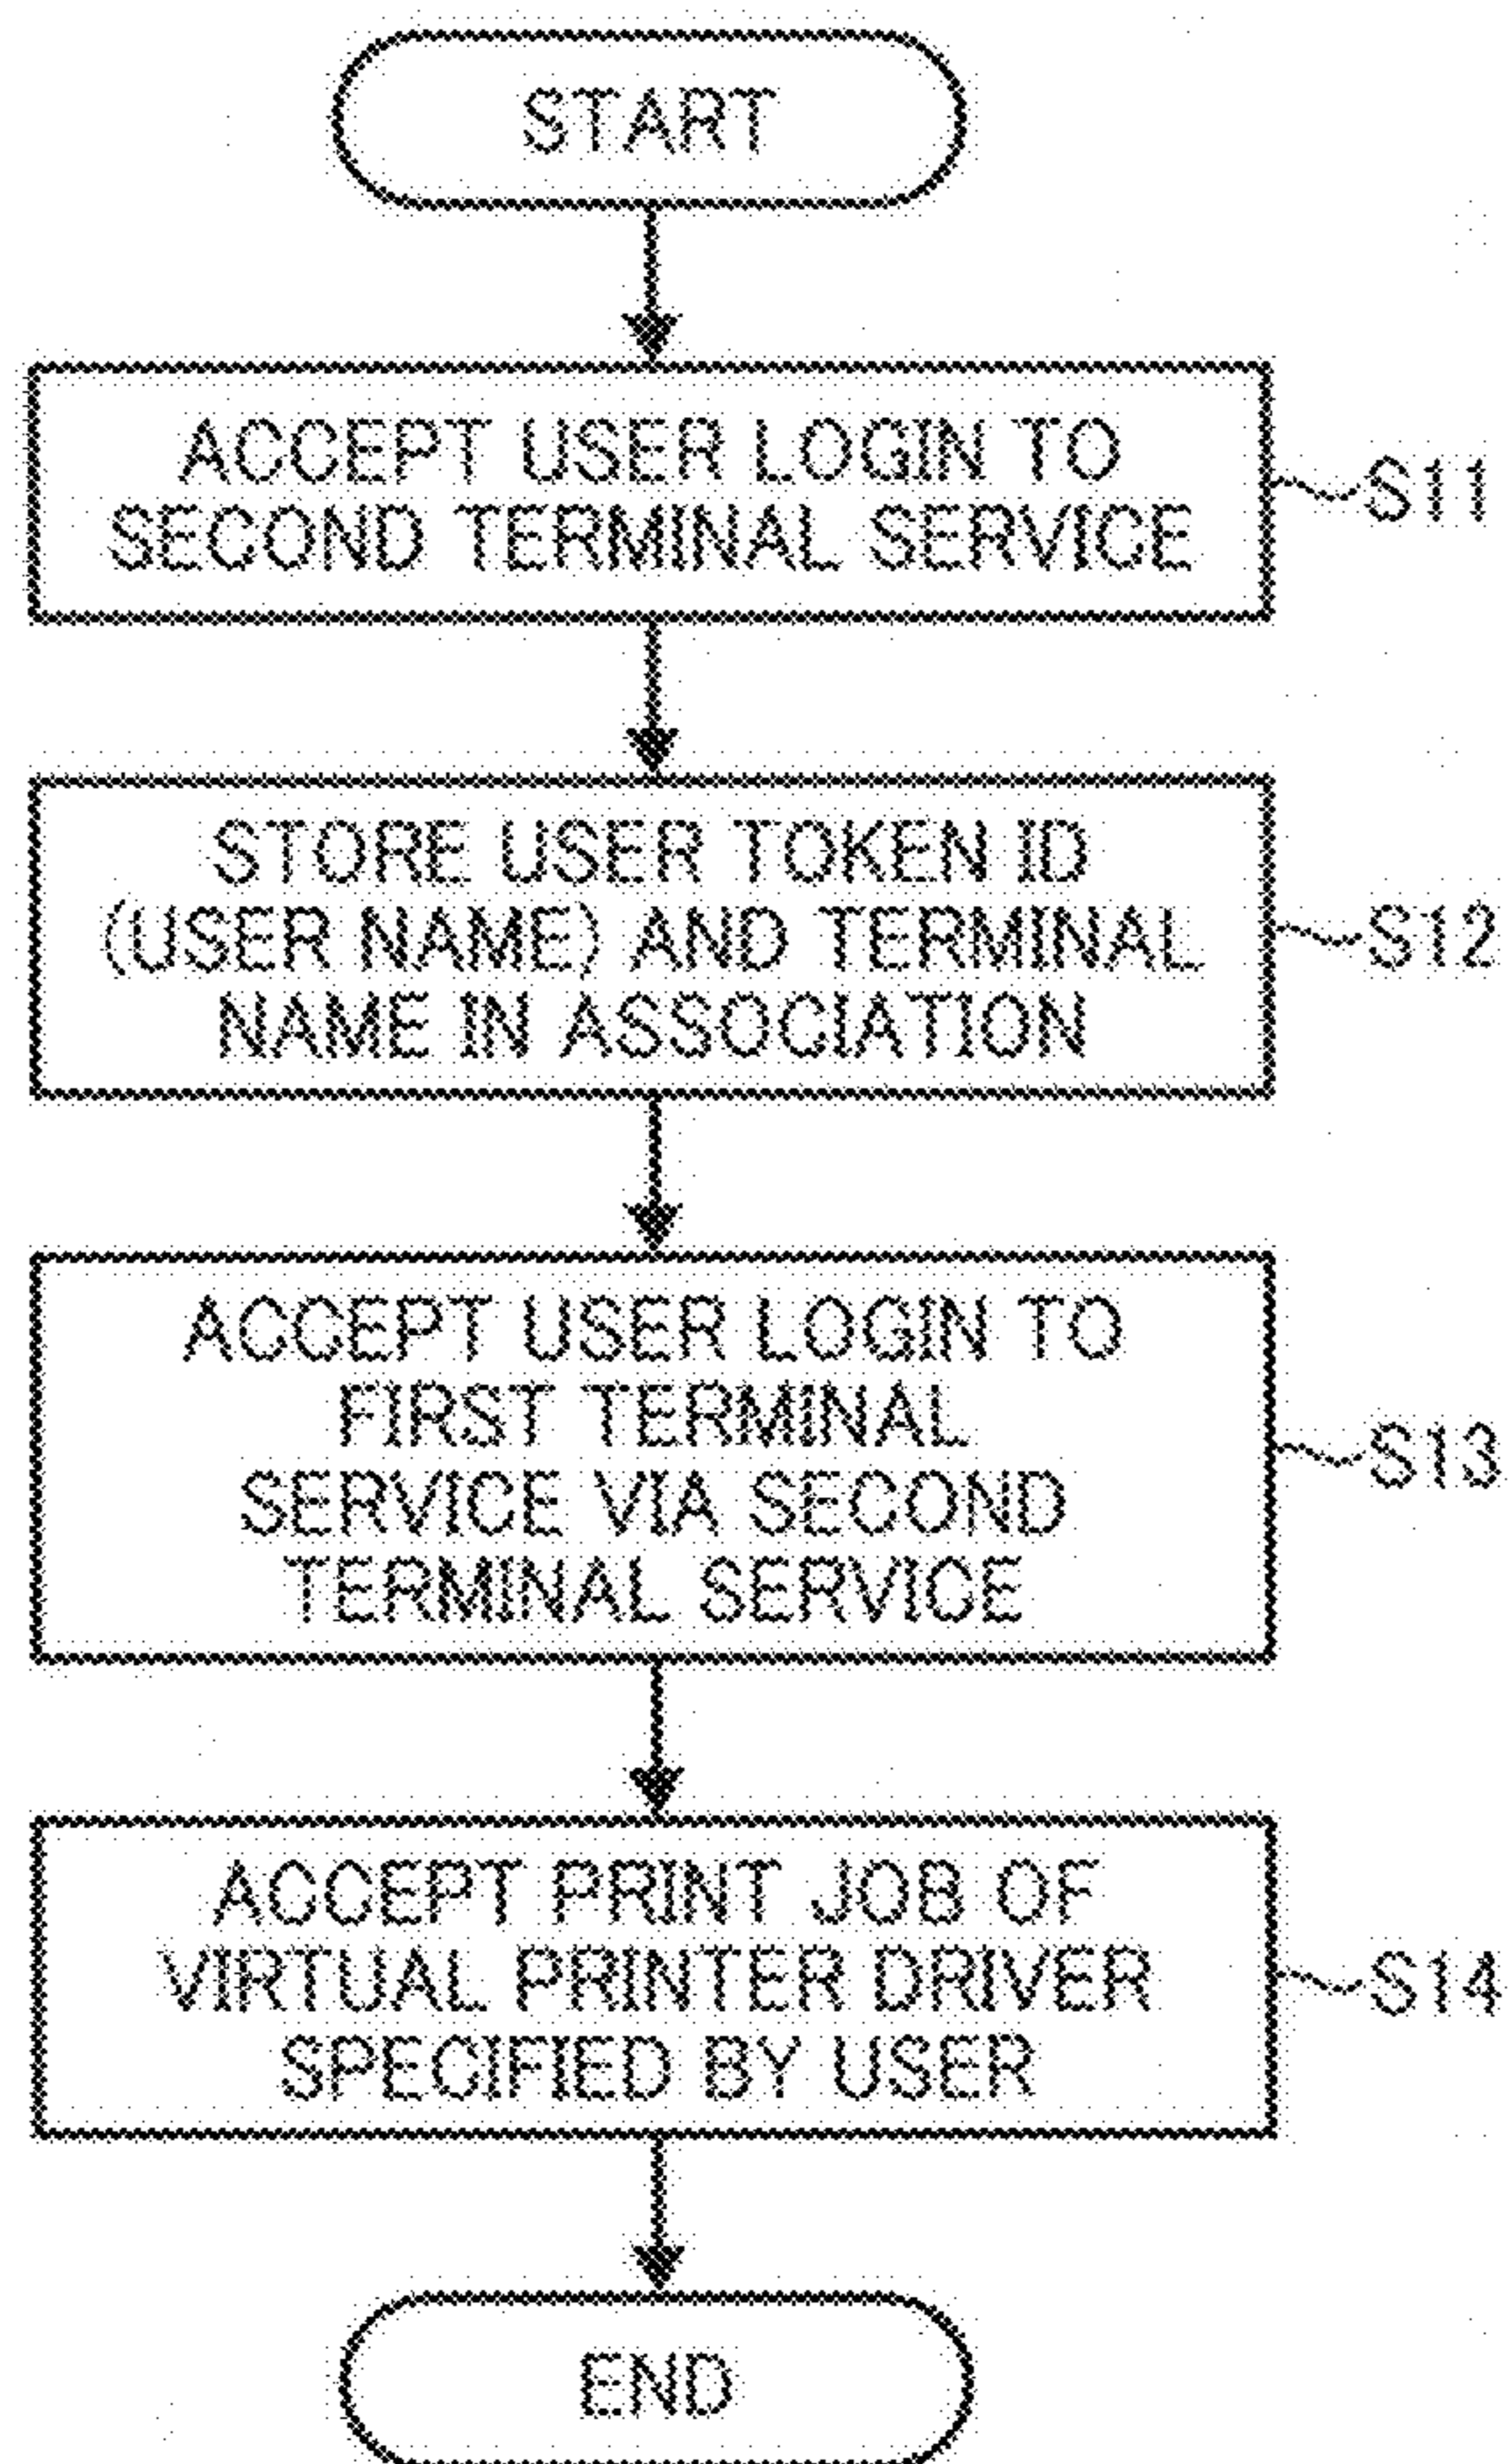 START
ACCEPT USER LOGIN TO
SECOND TERMINAL SERVICE
S11
STORE USER TOKEN ID
(USER NAME) AND TERMINAL
NAME IN ASSOCIATION
S12
ACCEPT USER LOGIN TO
FIRST TERMINAL
SERVICE VIA SECOND
TERMINAL SERVICE
S13
ACCEPT PRINT JOB OF
VIRTUAL PRINTER DRIVER
SPECIFIED BY USER
S14
END